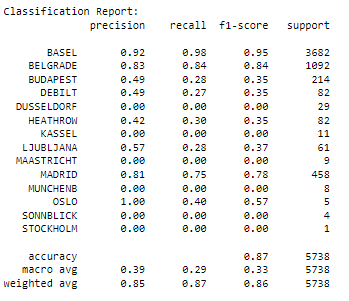 Classification Report:
precision recall f1-score support
BASEL 0.92 0.98 0.95 3682
BELGRADE 0.83 0.84 0.84 1092
BUDAPEST 0.49 0.28 0.35 214
DEBILT 0.49 0.27 0.35 82
DUSSELDORF 0.00 0.00 0.00 29
HEATHROW 0.42 0.30 0.35 82
KASSEL 0.00 0.00 0.00 11
LJUBLJANA 0.57 0.28 0.37 61
MAASTRICHT 0.00 0.00 0.00 9
MADRID 0.81 0.75 0.78 458
MUNCHENB 0.00 0.00 0.00 8
OSLO 1.00 0.40 0.57 5
SONNBLICK 0.00 0.00 0.00 4
STOCKHOLM 0.00 0.00 0.00 1
accuracy 0.87 5738
macro avg 0.39 0.29 0.33 5738
weighted avg 0.85 0.87 0.86 5738